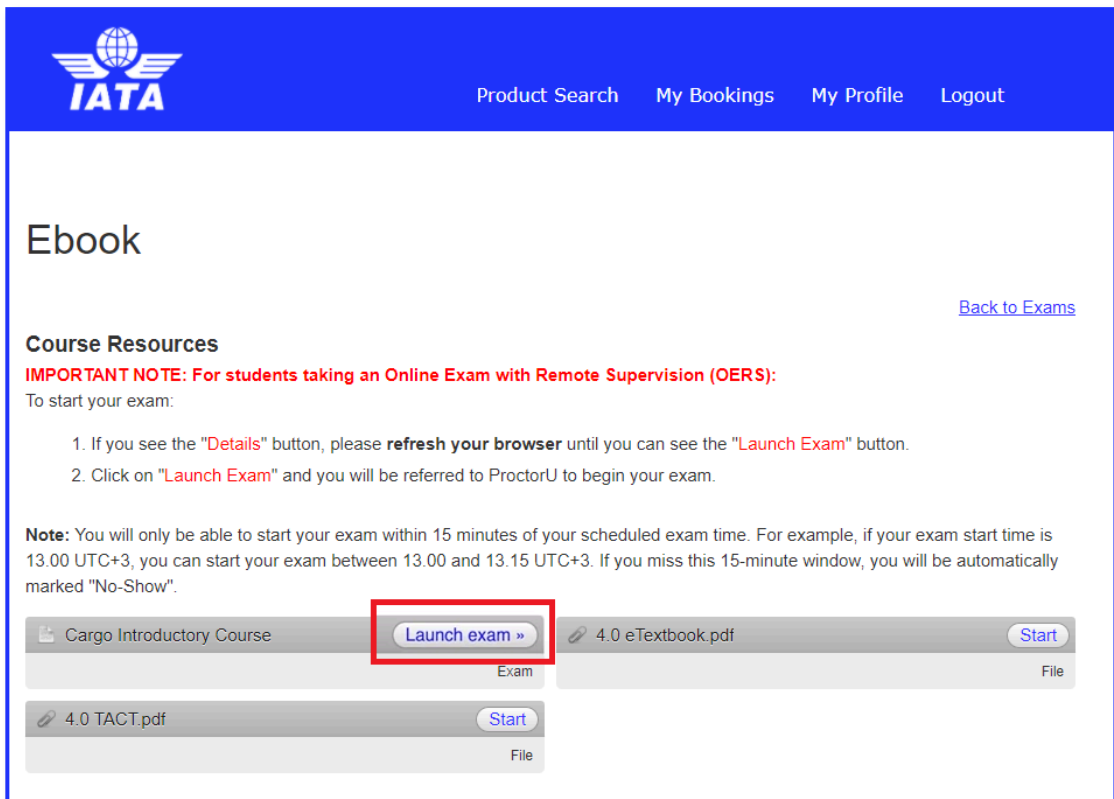 IATA
Product Search My Bookings My Profile Logout
Ebook
Back to Exams
Course Resources
IMPORTANT NOTE: For students taking an Online Exam with Remote Supervision (OERS):
To start your exam:
1. If you see the "Details" button, please refresh your browser until you can see the "Launch Exam" button.
2. Click on "Launch Exam" and you will be referred to ProctorU to begin your exam.
Note: You will only be able to start your exam within 15 minutes of your scheduled exam time. For example, if your exam start time is
13.00 UTC+3, you can start your exam between 13.00 and 13.15 UTC+3. If you miss this 15-minute window, you will be automatically
marked "No-Show".
Cargo Introductory Course Launch exam » 4.0 eTextbook.pdf Start
Exam File
4.0 TACT.pdf Start
File